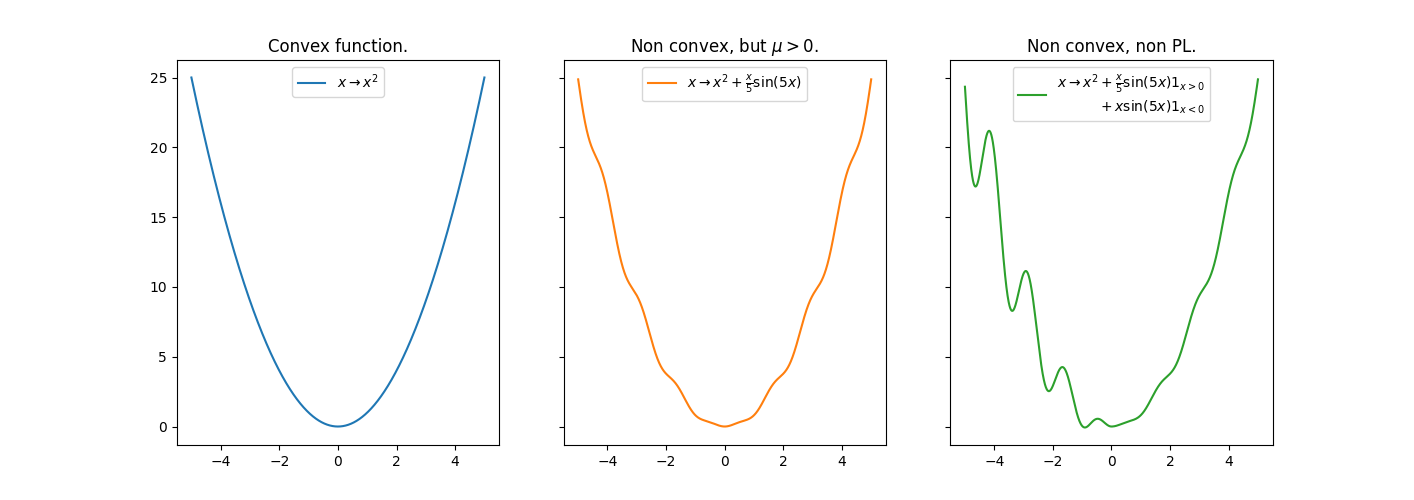 Convex function.
x → x²
25
20
15
10
5
0
−4 −2 0 2 4
Non convex, but μ > 0.
x → x² + x/5 sin(5x)
−4 −2 0 2 4
Non convex, non PL.
x → x² + x/5 sin(5x)1ₓ>₀
+ x sin(5x)1ₓ<₀
−4 −2 0 2 4